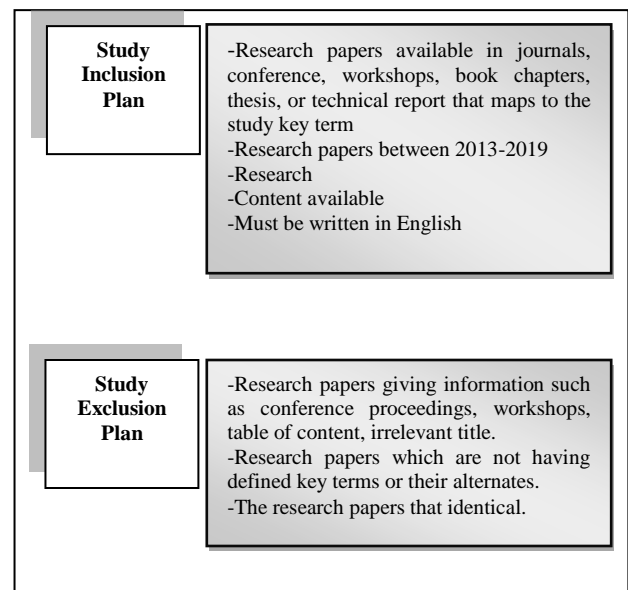 Study
Inclusion
Plan
-Research papers available in journals,
conference, workshops, book chapters,
thesis, or technical report that maps to the
study key term
-Research papers between 2013-2019
-Research
-Content available
-Must be written in English
Study
Exclusion
Plan
-Research papers giving information such
as conference proceedings, workshops,
table of content, irrelevant title.
-Research papers which are not having
defined key terms or their alternates.
-The research papers that identical.